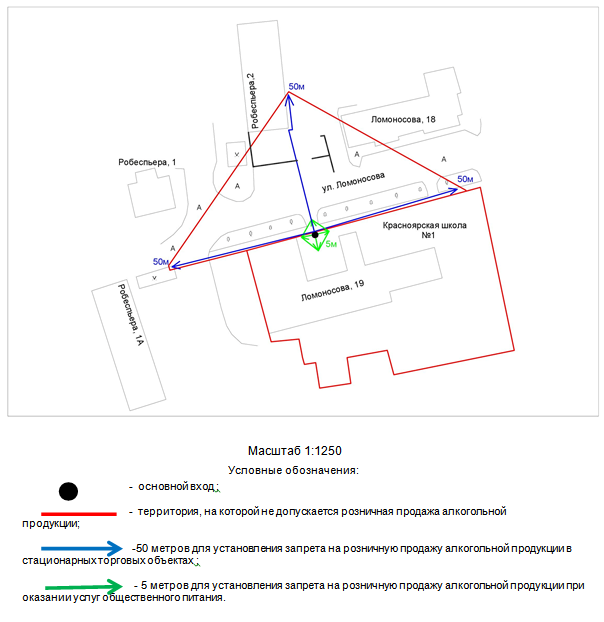 50м
Робеспьера,2
Ломоносова, 18
v
A
A
A
Робеспьера, 1
ул. Ломоносова
50м
A
A
Красноярская школа
№1
5м
50м
v
Ломоносова, 19
Робеспьера, 1А
Масштаб 1:1250
Условные обозначения:
- основной вход;
- территория, на которой не допускается розничная продажа алкогольной
продукции;
-50 метров для установления запрета на розничную продажу алкогольной продукции в
стационарных торговых объектах ;
- 5 метров для установления запрета на розничную продажу алкогольной продукции при
оказании услуг общественного питания.